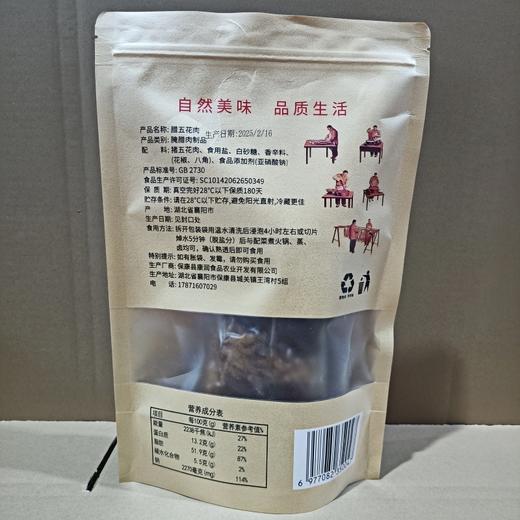 自然美味 品质生活
产品名称：腊五花肉
生产日期:2025/2/16
产品类别：腌腊肉制品
配 料：猪五花肉、食用盐、白砂糖、香辛料、
(花椒、八角)、食品添加剂(亚硝酸钠)
产品标准号：GB 2730
食品生产许可证号：SC10142062650349
保 质 期：真空完好28℃以下保质180天
贮存条件：请在28℃以下贮存,避免阳光直射,冷藏更佳
产 地：湖北省襄阳市
生产日期：见封口处
食用方法：拆开包装袋用温水清洗后浸泡4小时左右或切片
焯水5分钟（脱盐分）后与配菜煮火锅、蒸、
卤均可，确认熟透后即可食用
特别提示：如有胀袋、发霉，请勿购买食用
生产厂商：保康县康润食品农业开发有限公司
生产地址：湖北省襄阳市保康县城关镇王湾村5组
电 话：17871607029
营养成分表
项目 每100克(g) 营养素参考值%
能量 2238千焦(kJ) 27%
蛋白质 13.2克(g) 22%
脂肪 51.9克(g) 87%
碳水化合物 5.5克(g) 2%
钠 2270毫克(mg) 114%